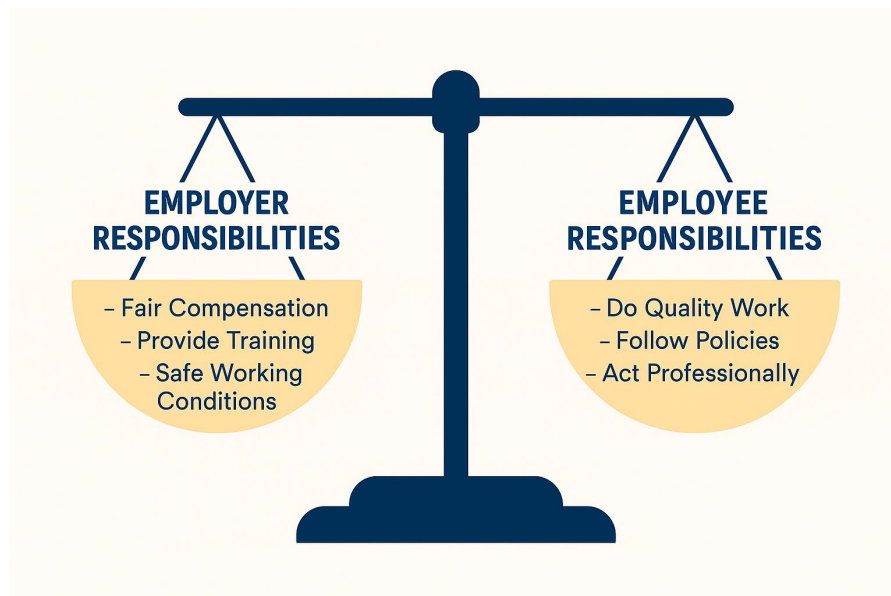 EMPLOYER
RESPONSIBILITIES
– Fair Compensation
– Provide Training
– Safe Working
Conditions
EMPLOYEE
RESPONSIBILITIES
– Do Quality Work
– Follow Policies
– Act Professionally